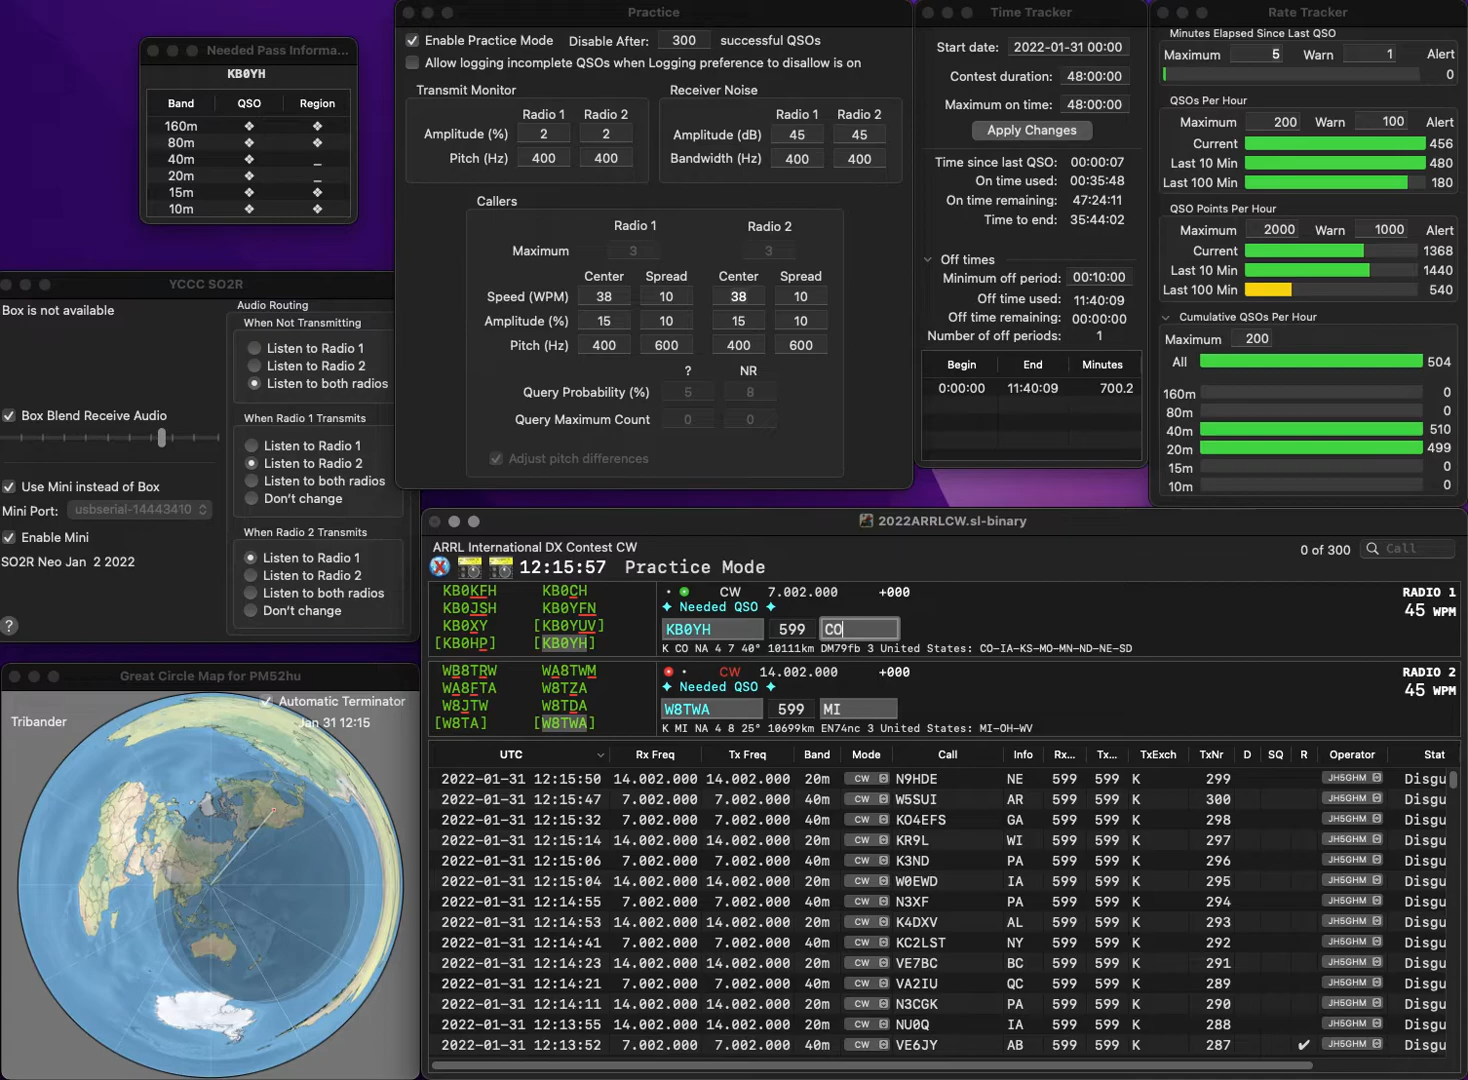 Needed Pass Informa...
KB0YH
Band QSO Region
160m ❖ ❖
80m ❖ ❖
40m ❖ _
20m ❖ _
15m ❖ ❖
10m ❖ ❖
Practice
Enable Practice Mode Disable After: 300 successful QSOs
Allow logging incomplete QSOs when Logging preference to disallow is on
Transmit Monitor
Radio 1 Radio 2
Amplitude (%) 2 2
Pitch (Hz) 400 400
Receiver Noise
Radio 1 Radio 2
Amplitude (dB) 45 45
Bandwidth (Hz) 400 400
Callers
Radio 1 Radio 2
Maximum 3 3
Center Spread Center Spread
Speed (WPM) 38 10 38 10
Amplitude (%) 15 10 15 10
Pitch (Hz) 400 600 400 600
? NR
Query Probability (%) 5 8
Query Maximum Count 0 0
Adjust pitch differences
Time Tracker
Start date: 2022-01-31 00:00
Contest duration: 48:00:00
Maximum on time: 48:00:00
Apply Changes
Time since last QSO: 00:00:07
On time used: 00:35:48
On time remaining: 47:24:11
Time to end: 35:44:02
Off times
Minimum off period: 00:10:00
Off time used: 11:40:09
Off time remaining: 00:00:00
Number of off periods: 1
Begin End Minutes
0:00:00 11:40:09 700.2
Rate Tracker
Minutes Elapsed Since Last QSO
Maximum 5 Warn 1 Alert
0
QSOs Per Hour
Maximum 200 Warn 100 Alert
Current 456
Last 10 Min 480
Last 100 Min 180
QSO Points Per Hour
Maximum 2000 Warn 1000 Alert
Current 1368
Last 10 Min 1440
Last 100 Min 540
Cumulative QSOs Per Hour
Maximum 200
All 504
160m 0
80m 0
40m 510
20m 499
15m 0
10m 0
YCCC SO2R
Box is not available
Box Blend Receive Audio
Use Mini instead of Box
Mini Port: usbserial-14443410
Enable Mini
SO2R Neo Jan 2 2022
?
Audio Routing
When Not Transmitting
Listen to Radio 1
Listen to Radio 2
Listen to both radios
When Radio 1 Transmits
Listen to Radio 1
Listen to Radio 2
Listen to both radios
Don't change
When Radio 2 Transmits
Listen to Radio 1
Listen to Radio 2
Listen to both radios
Don't change
Great Circle Map for PM52hu
Automatic Terminator
Tribander Jan 31 12:15
2022ARRLCW.sl-binary
ARRL International DX Contest CW
12:15:57 Practice Mode
0 of 300 Call
KB0KFH KB0CH
KB0JSH KB0YFN
KB0XY [KB0YUV]
[KB0HP] [KB0YH]
CW 7.002.000 +000 RADIO 1
✦ Needed QSO ✦ 45 WPM
KB0YH 599 CO
K CO NA 4 7 40° 10111km DM79fb 3 United States: CO-IA-KS-MO-MN-ND-NE-SD
WB8TRW WA8TWM
WA8FTA W8TZA
W8JTW W8TDA
[W8TA] [W8TWA]
CW 14.002.000 +000 RADIO 2
✦ Needed QSO ✦ 45 WPM
W8TWA 599 MI
K MI NA 4 8 25° 10699km EN74nc 3 United States: MI-OH-WV
UTC Rx Freq Tx Freq Band Mode Call Info Rx... Tx... TxExch TxNr D SQ R Operator Stat
2022-01-31 12:15:50 14.002.000 14.002.000 20m CW N9HDE NE 599 599 K 299 JH5GHM Disgu
2022-01-31 12:15:47 7.002.000 7.002.000 40m CW W5SUI AR 599 599 K 300 JH5GHM Disgu
2022-01-31 12:15:32 7.002.000 7.002.000 40m CW KO4EFS GA 599 599 K 298 JH5GHM Disgu
2022-01-31 12:15:14 14.002.000 14.002.000 20m CW KR9L WI 599 599 K 297 JH5GHM Disgu
2022-01-31 12:15:06 7.002.000 7.002.000 40m CW K3ND PA 599 599 K 296 JH5GHM Disgu
2022-01-31 12:15:04 14.002.000 14.002.000 20m CW W0EWD IA 599 599 K 295 JH5GHM Disgu
2022-01-31 12:14:55 7.002.000 7.002.000 40m CW N3XF PA 599 599 K 294 JH5GHM Disgu
2022-01-31 12:14:53 14.002.000 14.002.000 20m CW K4DXV AL 599 599 K 293 JH5GHM Disgu
2022-01-31 12:14:41 7.002.000 7.002.000 40m CW KC2LST NY 599 599 K 292 JH5GHM Disgu
2022-01-31 12:14:23 14.002.000 14.002.000 20m CW VE7BC BC 599 599 K 291 JH5GHM Disgu
2022-01-31 12:14:21 7.002.000 7.002.000 40m CW VA2IU QC 599 599 K 289 JH5GHM Disgu
2022-01-31 12:14:11 14.002.000 14.002.000 20m CW N3CGK PA 599 599 K 290 JH5GHM Disgu
2022-01-31 12:13:55 14.002.000 14.002.000 20m CW NU0Q IA 599 599 K 288 JH5GHM Disgu
2022-01-31 12:13:52 7.002.000 7.002.000 40m CW VE6JY AB 599 599 K 287 ✔ JH5GHM Disgu